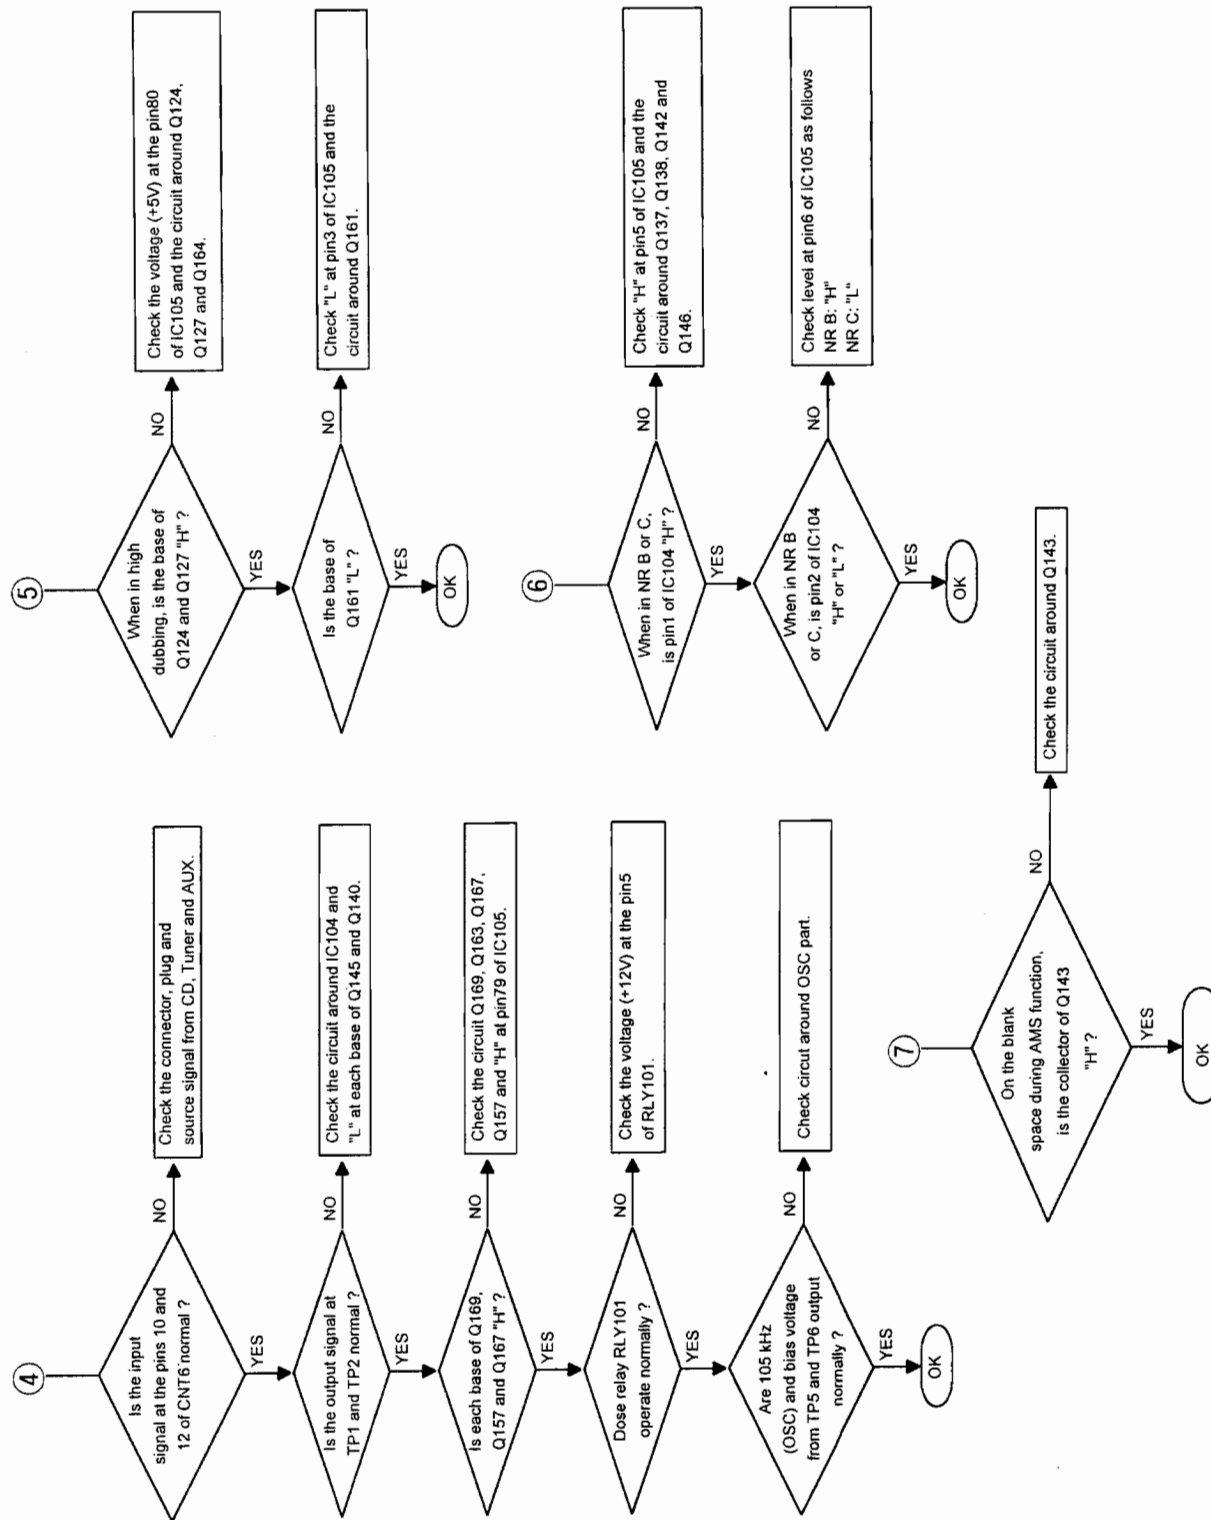 4
Is the input
signal at the pins 10 and
12 of CNT6 normal ?
NO
Check the connector, plug and
source signal from CD, Tuner and AUX.
YES
Is the output signal at
TP1 and TP2 normal ?
NO
Check the circuit around IC104 and
"L" at each base of Q145 and Q140.
YES
Is each base of Q169,
Q157 and Q167 "H" ?
NO
Check the circuit Q169, Q163, Q167,
Q157 and "H" at pin79 of IC105.
YES
Dose relay RLY101
operate normally ?
NO
Check the voltage (+12V) at the pin5
of RLY101.
YES
Are 105 kHz
(OSC) and bias voltage
from TP5 and TP6 output
normally ?
NO
Check circut around OSC part.
YES
OK
5
When in high
dubbing, is the base of
Q124 and Q127 "H" ?
NO
Check the voltage (+5V) at the pin80
of IC105 and the circuit around Q124,
Q127 and Q164.
YES
Is the base of
Q161 "L" ?
NO
Check "L" at pin3 of IC105 and the
circuit around Q161.
YES
OK
6
When in NR B or C,
is pin1 of IC104 "H" ?
NO
Check "H" at pin5 of IC105 and the
circuit around Q137, Q138, Q142 and
Q146.
YES
When in NR B
or C, is pin2 of IC104
"H" or "L" ?
NO
Check level at pin6 of IC105 as follows
NR B: "H"
NR C: "L"
YES
OK
7
On the blank
space during AMS function,
is the collector of Q143
"H" ?
NO
Check the circuit around Q143.
YES
OK